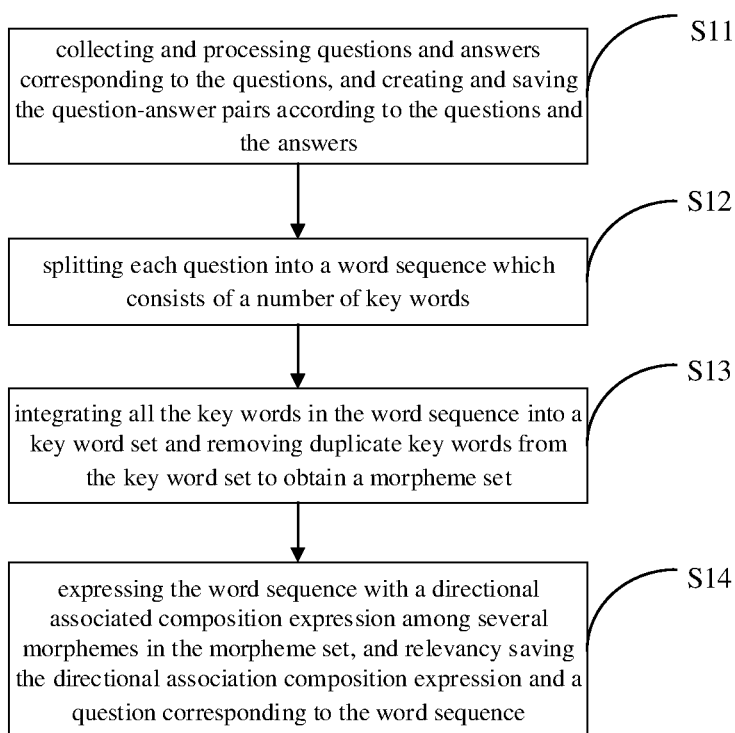 S11
collecting and processing questions and answers
corresponding to the questions, and creating and saving
the question-answer pairs according to the questions and
the answers
S12
splitting each question into a word sequence which
consists of a number of key words
S13
integrating all the key words in the word sequence into a
key word set and removing duplicate key words from
the key word set to obtain a morpheme set
S14
expressing the word sequence with a directional
associated composition expression among several
morphemes in the morpheme set, and relevancy saving
the directional association composition expression and a
question corresponding to the word sequence